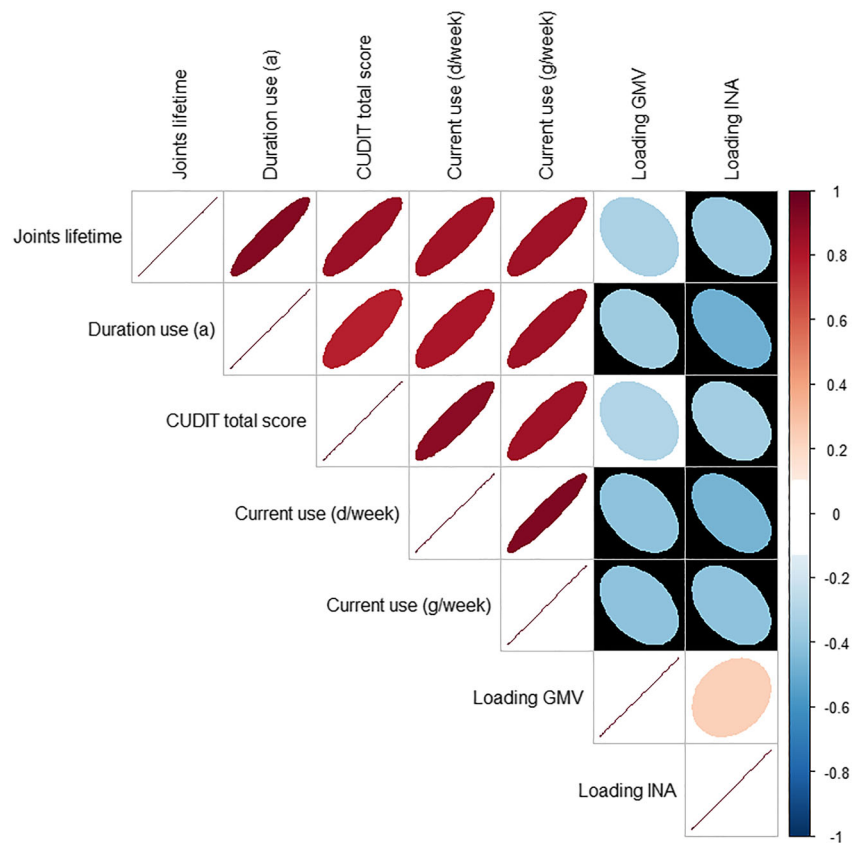 Joints lifetime
Duration use (a)
CUDIT total score
Current use (d/week)
Current use (g/week)
Loading GMV
Loading INA
Joints lifetime
Duration use (a)
CUDIT total score
Current use (d/week)
Current use (g/week)
Loading GMV
Loading INA
1
0.8
0.6
0.4
0.2
0
-0.2
-0.4
-0.6
-0.8
-1